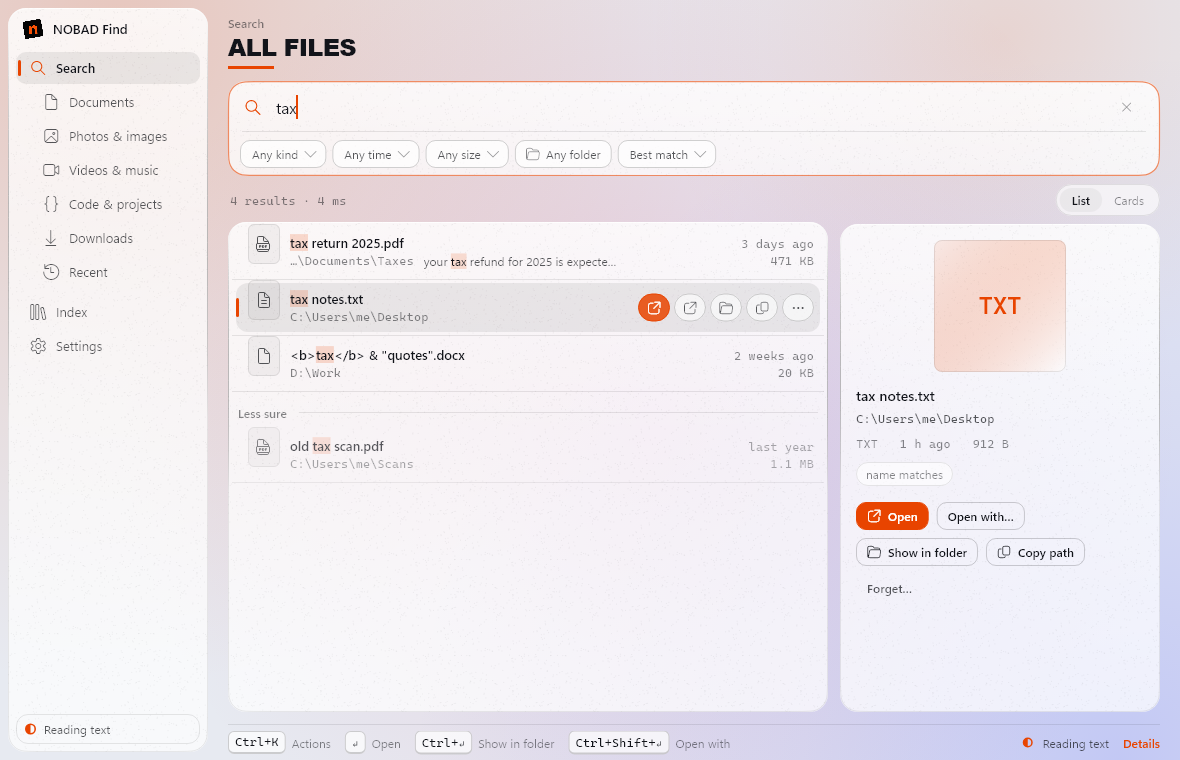 NOBAD Find
Search
Documents
Photos & images
Videos & music
Code & projects
Downloads
Recent
Index
Settings
Reading text
Search
ALL FILES
tax
Any kind
Any time
Any size
Any folder
Best match
4 results · 4 ms
List
Cards
tax return 2025.pdf
3 days ago
…\Documents\Taxes your tax refund for 2025 is expecte…
471 KB
tax notes.txt
C:\Users\me\Desktop
<b>tax</b> & "quotes".docx
2 weeks ago
D:\Work
20 KB
Less sure
old tax scan.pdf
last year
C:\Users\me\Scans
1.1 MB
TXT
tax notes.txt
C:\Users\me\Desktop
TXT 1 h ago 912 B
name matches
Open
Open with…
Show in folder
Copy path
Forget…
Ctrl+K Actions
↲ Open
Ctrl+↲ Show in folder
Ctrl+Shift+↲ Open with
Reading text
Details